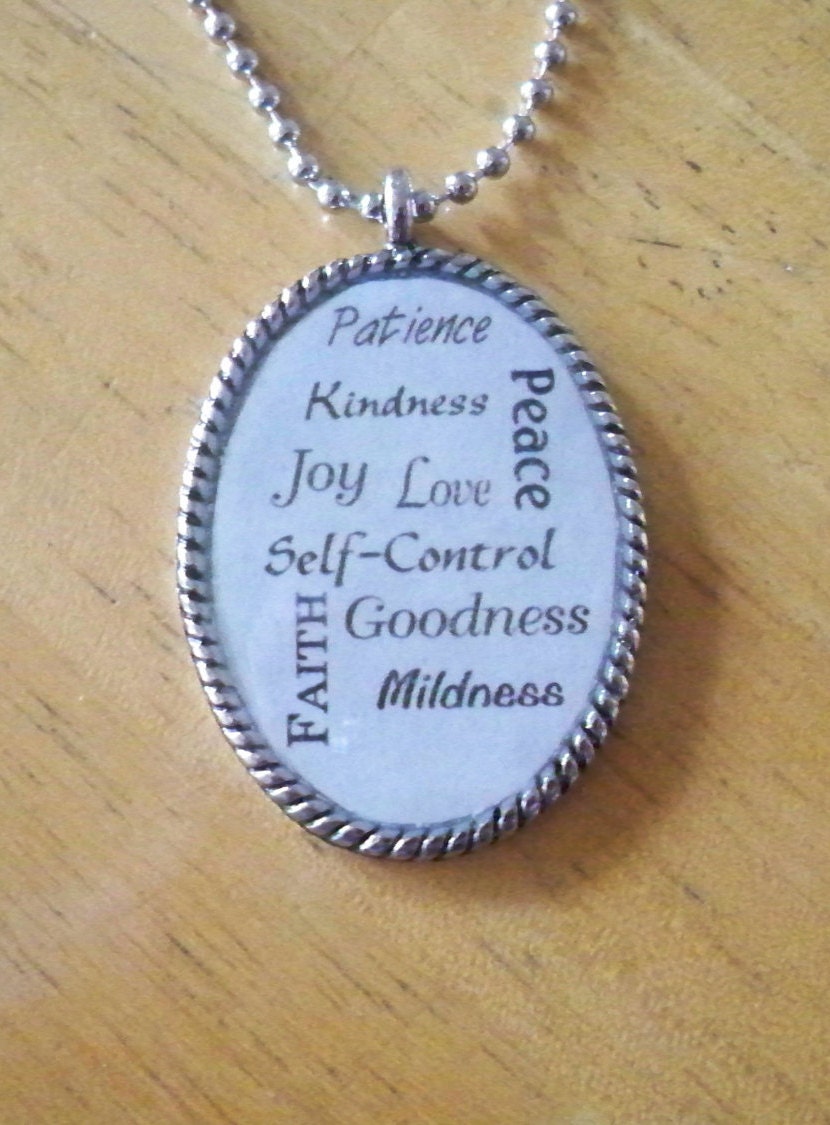 Patience
Kindness
Peace
Joy Love
Self-Control
Faith
Goodness
Mildness